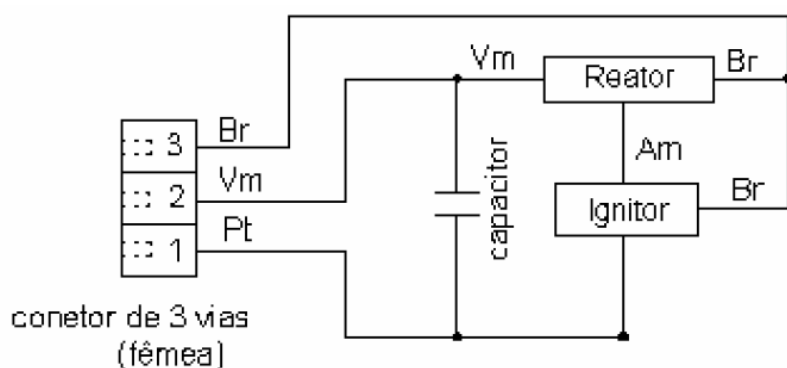 Vm
Reator
Br
3
Br
Am
Vm
2
capacitor
Ignitor
Br
Pt
1
conetor de 3 vias
(fêmea)